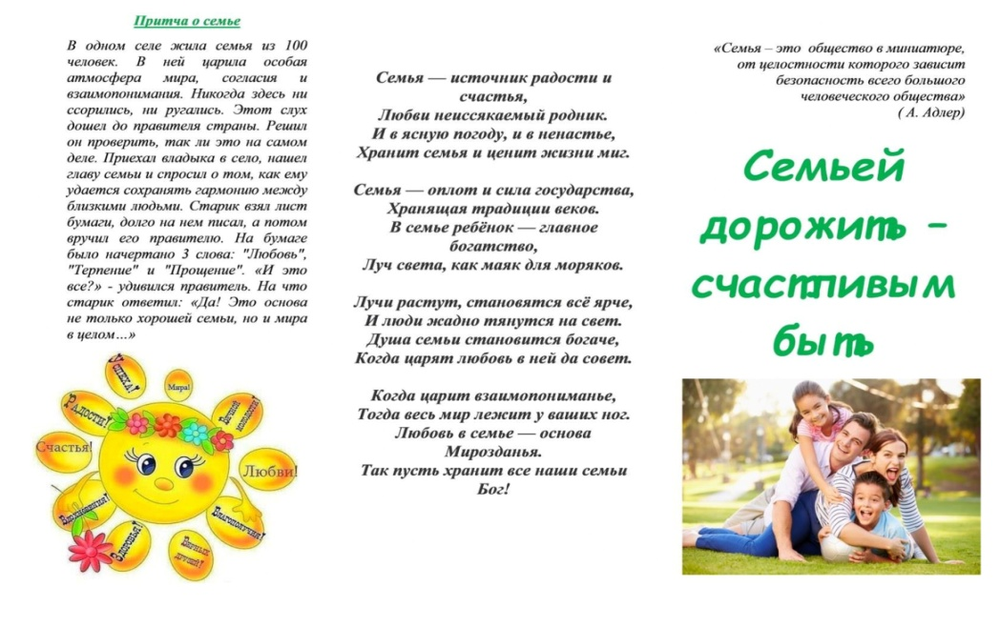 Притча о семье
В одном селе жила семья из 100
человек. В ней царила особая
атмосфера мира, согласия и
взаимопонимания. Никогда здесь ни
ссорились, ни ругались. Этот слух
дошел до правителя страны. Решил
он проверить, так ли это на самом
деле. Приехал владыка в село, нашел
главу семьи и спросил о том, как ему
удается сохранять гармонию между
близкими людьми. Старик взял лист
бумаги, долго на нем писал, а потом
вручил его правителю. На бумаге
было начертано 3 слова: "Любовь",
"Терпение" и "Прощение". «И это
все?» - удивился правитель. На что
старик ответил: «Да! Это основа
не только хорошей семьи, но и мира
в целом…»
Успеха!
Мира!
Радости!
Вечной
молодости!
Счастья!
Любви!
Вдохновения!
Благополучия!
Здоровья!
Верных
друзей!
Семья — источник радости и
счастья,
Любви неиссякаемый родник.
И в ясную погоду, и в ненастье,
Хранит семья и ценит жизни миг.
Семья — оплот и сила государства,
Хранящая традиции веков.
В семье ребёнок — главное
богатство,
Луч света, как маяк для моряков.
Лучи растут, становятся всё ярче,
И люди жадно тянутся на свет.
Душа семьи становится богаче,
Когда царят любовь в ней да совет.
Когда царит взаимопониманье,
Тогда весь мир лежит у ваших ног.
Любовь в семье — основа
Мирозданья.
Так пусть хранит все наши семьи
Бог!
«Семья – это общество в миниатюре,
от целостности которого зависит
безопасность всего большого
человеческого общества»
( А. Адлер)
Семьей
дорожить –
счастливым
быть